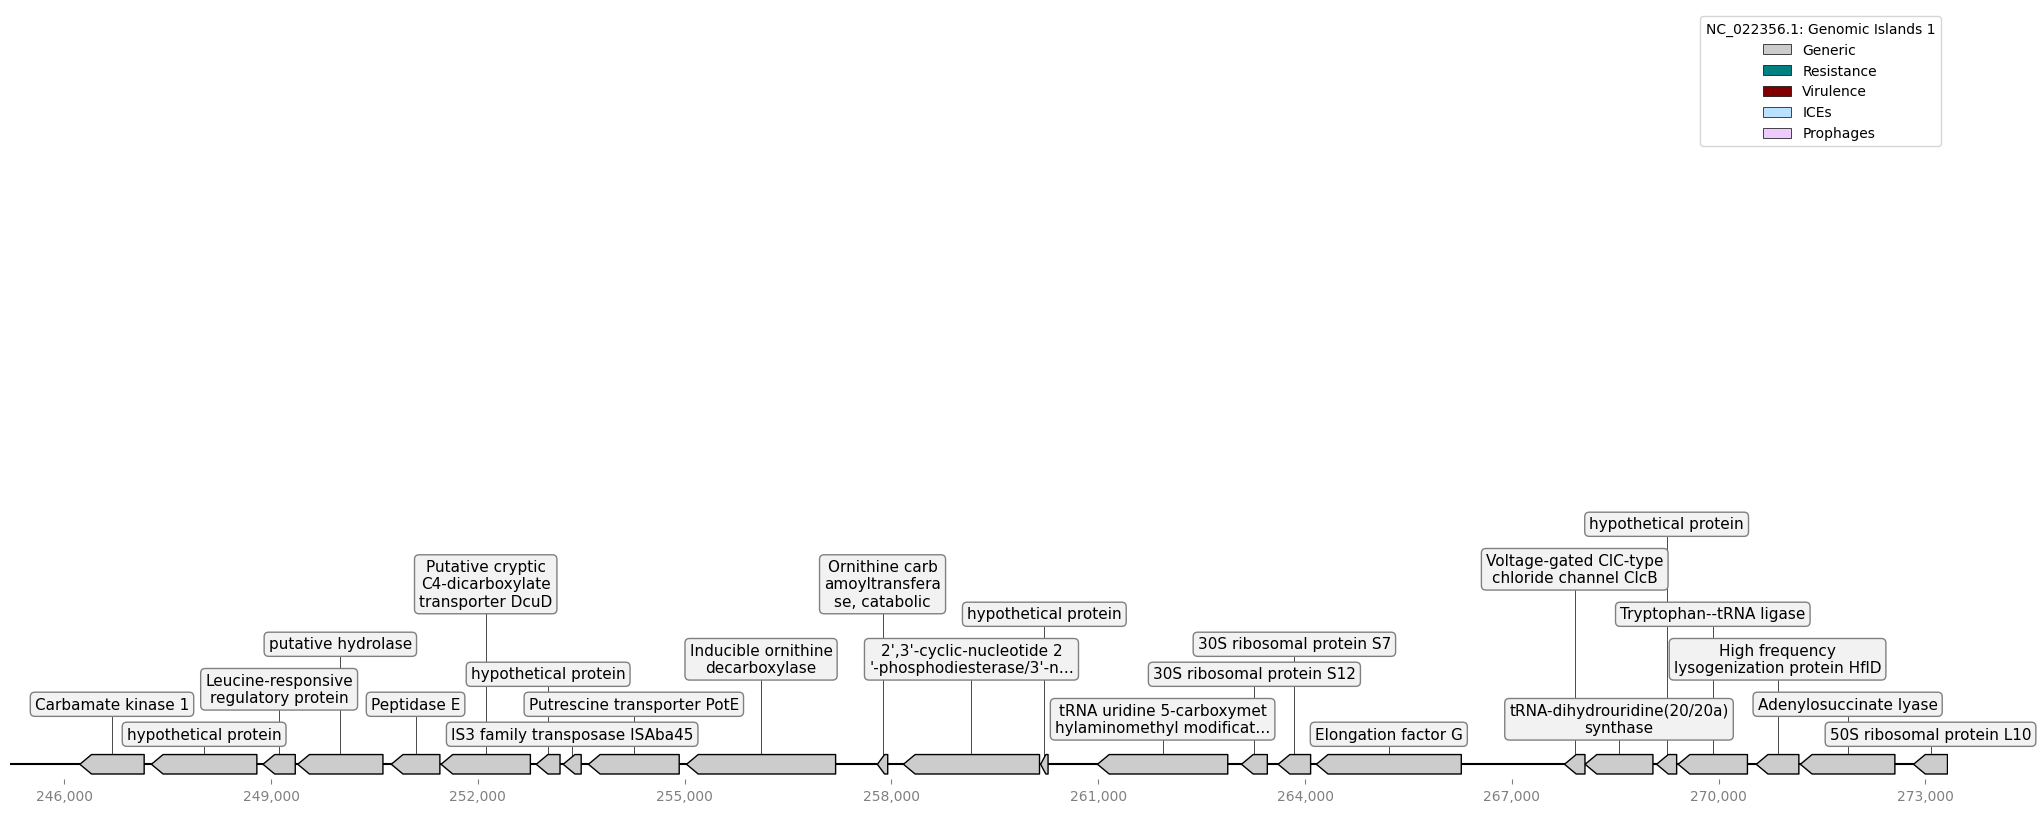 NC_022356.1: Genomic Islands 1
Generic
Resistance
Virulence
ICEs
Prophages
hypothetical protein
Voltage-gated ClC-type
chloride channel ClcB
Putative cryptic
C4-dicarboxylate
transporter DcuD
Ornithine carb
amoyltransfera
se, catabolic
hypothetical protein
Tryptophan--tRNA ligase
putative hydrolase
Inducible ornithine
decarboxylase
2',3'-cyclic-nucleotide 2
'-phosphodiesterase/3'-n...
30S ribosomal protein S7
High frequency
lysogenization protein HflD
Leucine-responsive
regulatory protein
hypothetical protein
30S ribosomal protein S12
Carbamate kinase 1
Peptidase E
Putrescine transporter PotE
tRNA uridine 5-carboxymet
hylaminomethyl modificat...
tRNA-dihydrouridine(20/20a)
synthase
Adenylosuccinate lyase
hypothetical protein
IS3 family transposase ISAba45
Elongation factor G
50S ribosomal protein L10
246,000
249,000
252,000
255,000
258,000
261,000
264,000
267,000
270,000
273,000